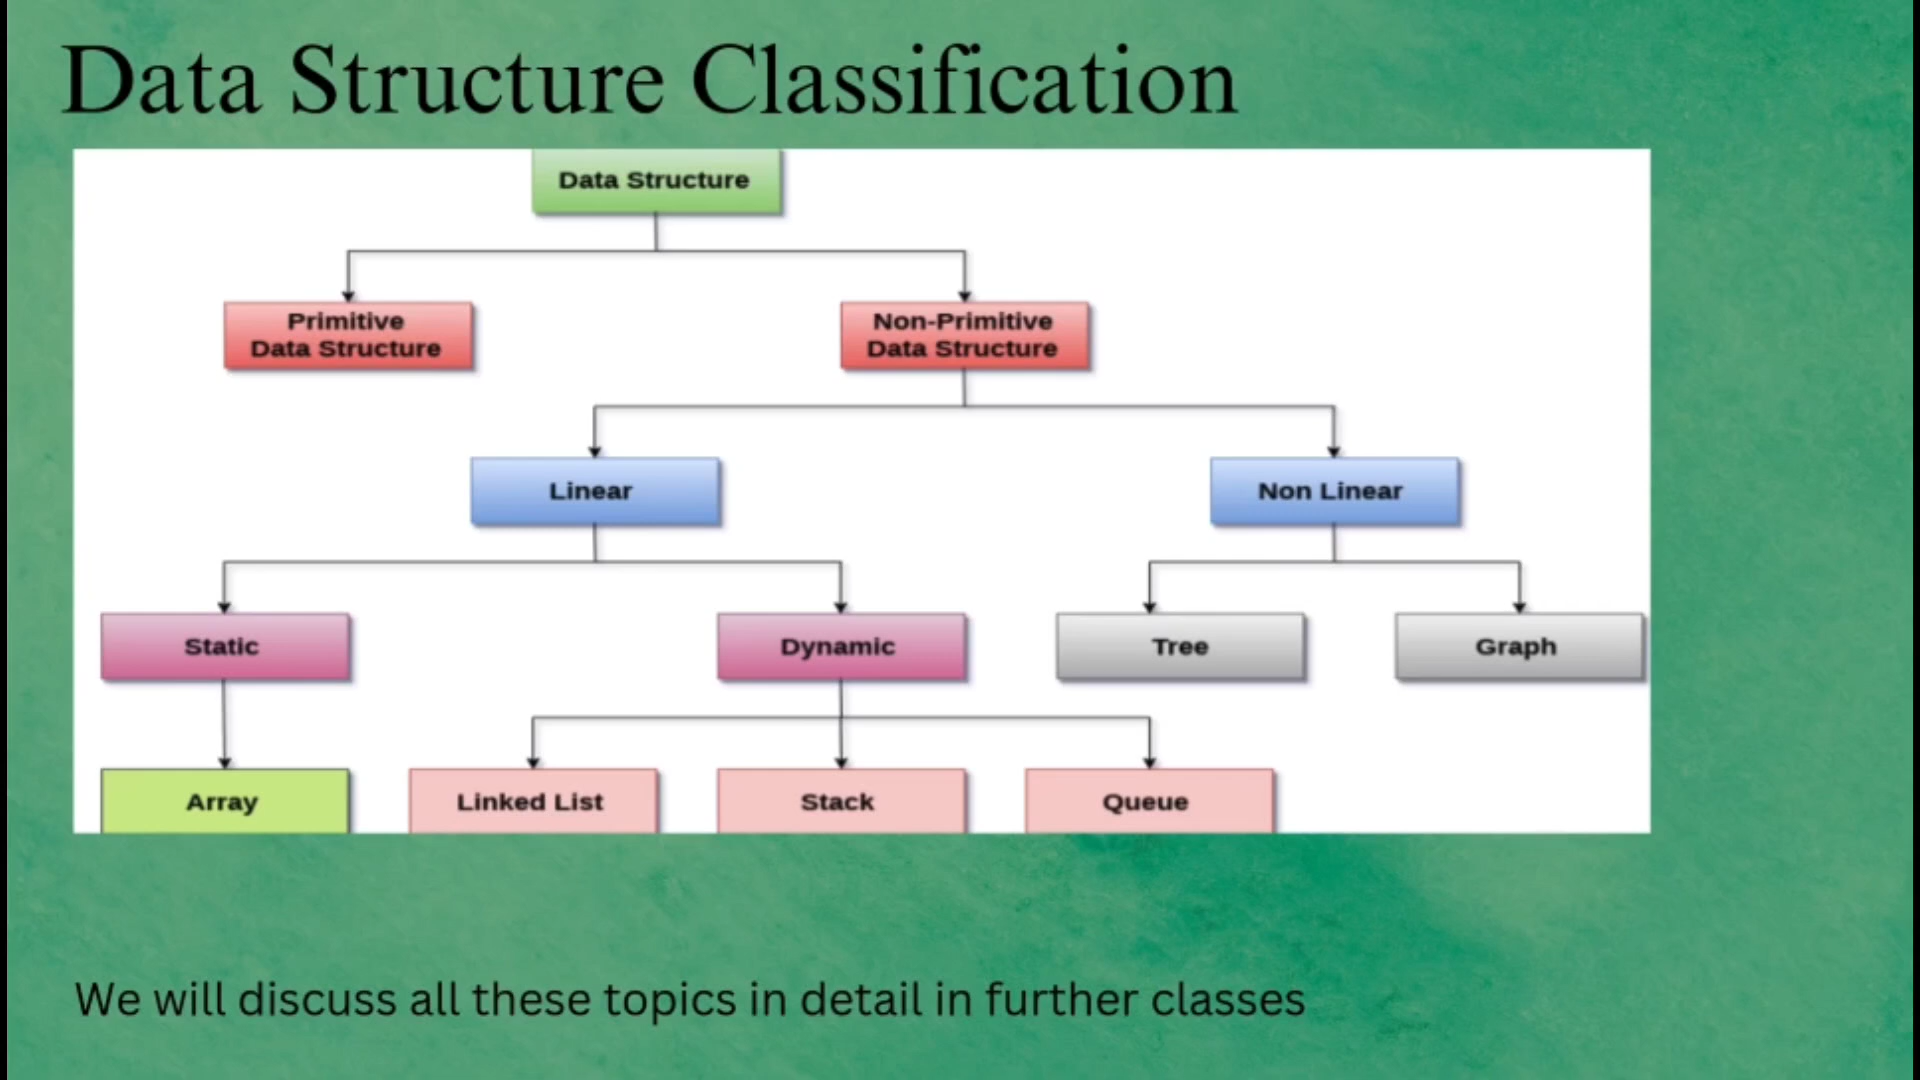 Data Structure Classification
Data Structure
Primitive
Data Structure
Non-Primitive
Data Structure
Linear
Non Linear
Static
Dynamic
Tree
Graph
Array
Linked List
Stack
Queue
We will discuss all these topics in detail in further classes